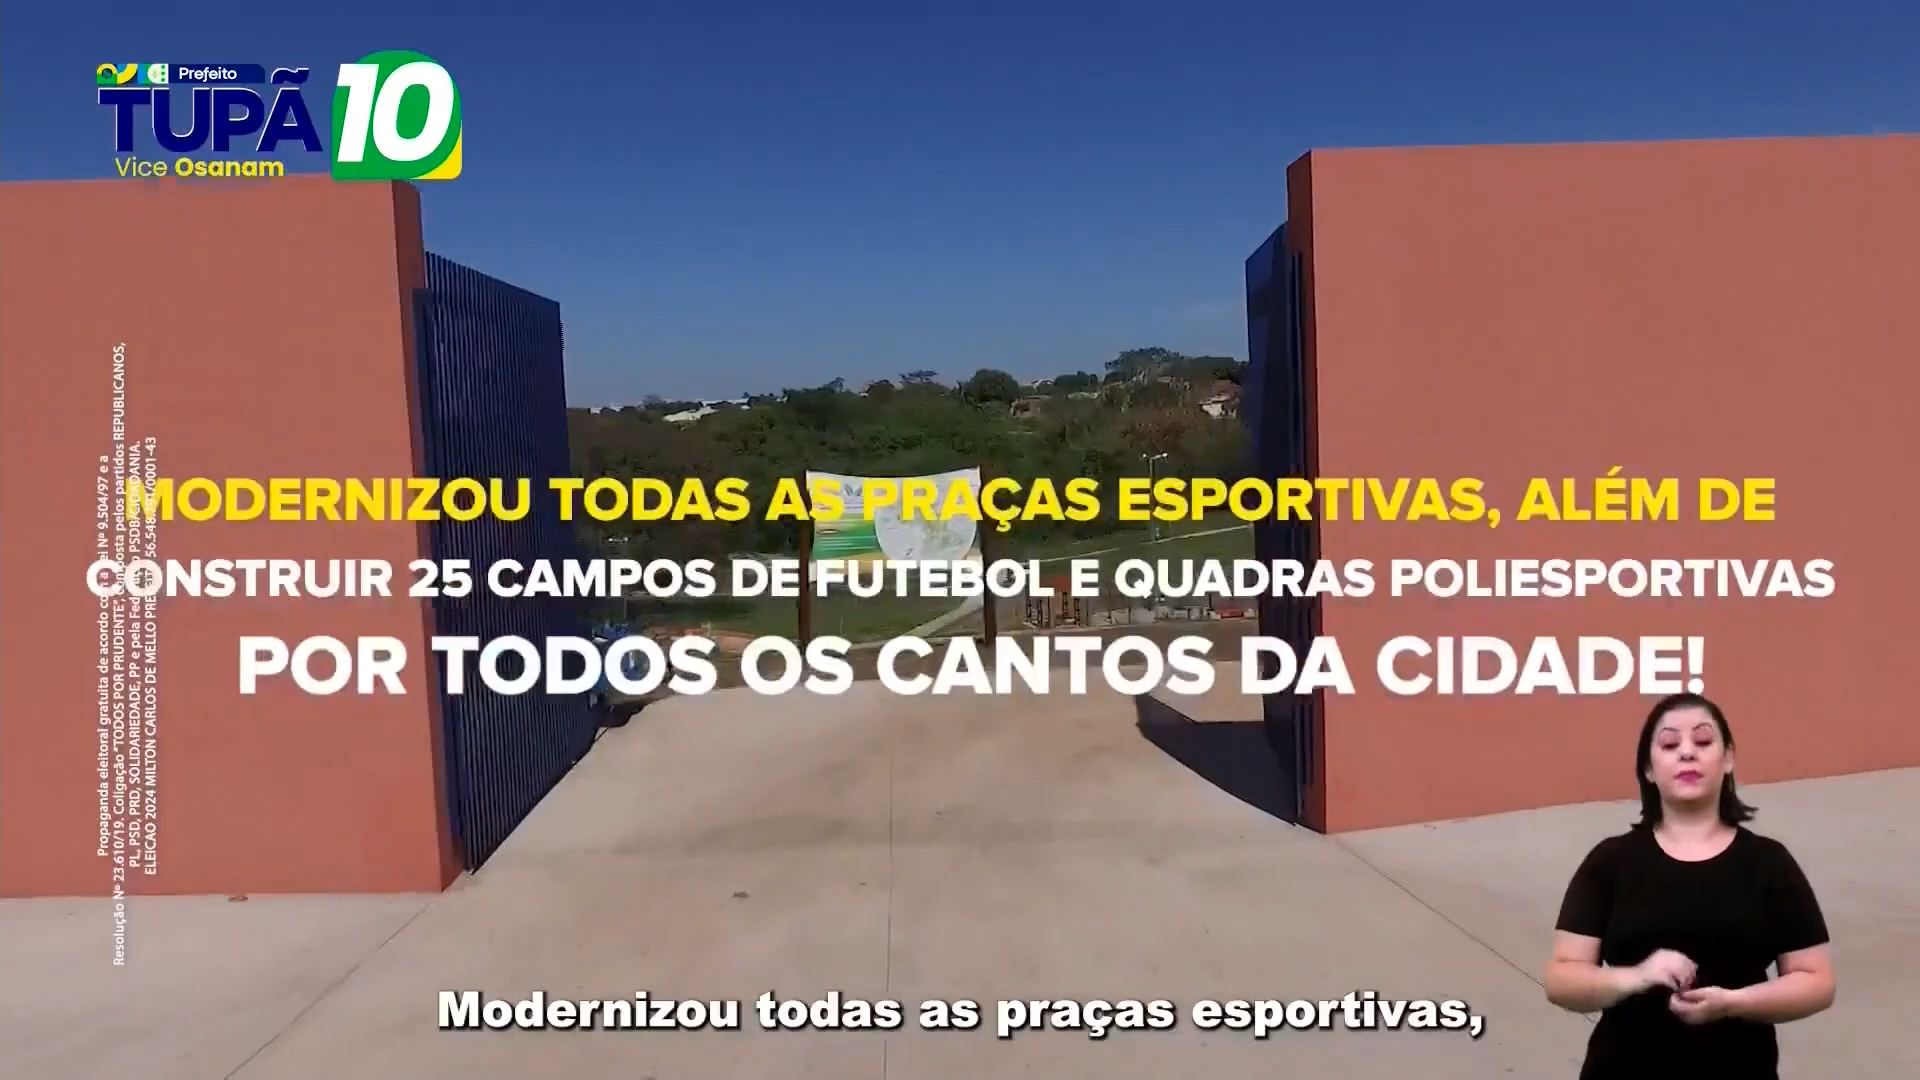 Prefeito
TUPÃ 10
Vice Osanam
Propaganda eleitoral gratuita de acordo com a Lei Nº 9.504/97 e a
Resolução Nº 23.610/19. Coligação "TODOS POR PRUDENTE", composta pelos partidos REPUBLICANOS,
PL, PSD, PRD, SOLIDARIEDADE, PP e pela Federação PSDB/CIDADANIA.
ELEICAO 2024 MILTON CARLOS DE MELLO PREFEITO
MODERNIZOU TODAS AS PRAÇAS ESPORTIVAS, ALÉM DE
CONSTRUIR 25 CAMPOS DE FUTEBOL E QUADRAS POLIESPORTIVAS
POR TODOS OS CANTOS DA CIDADE!
Modernizou todas as praças esportivas,